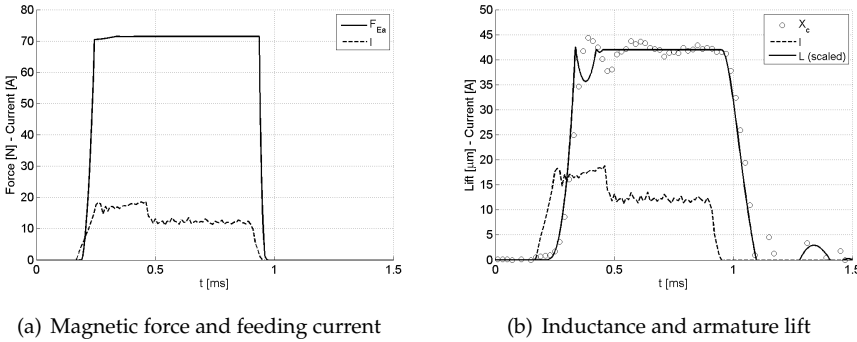 80
70
60
50
40
30
20
10
0
Force [N] - Current [A]
0 0.5 1 1.5
t [ms]
F_Ea
I
(a) Magnetic force and feeding current
50
45
40
35
30
25
20
15
10
5
0
Lift [μm] - Current [A]
0 0.5 1 1.5
t [ms]
X_c
I
L (scaled)
(b) Inductance and armature lift